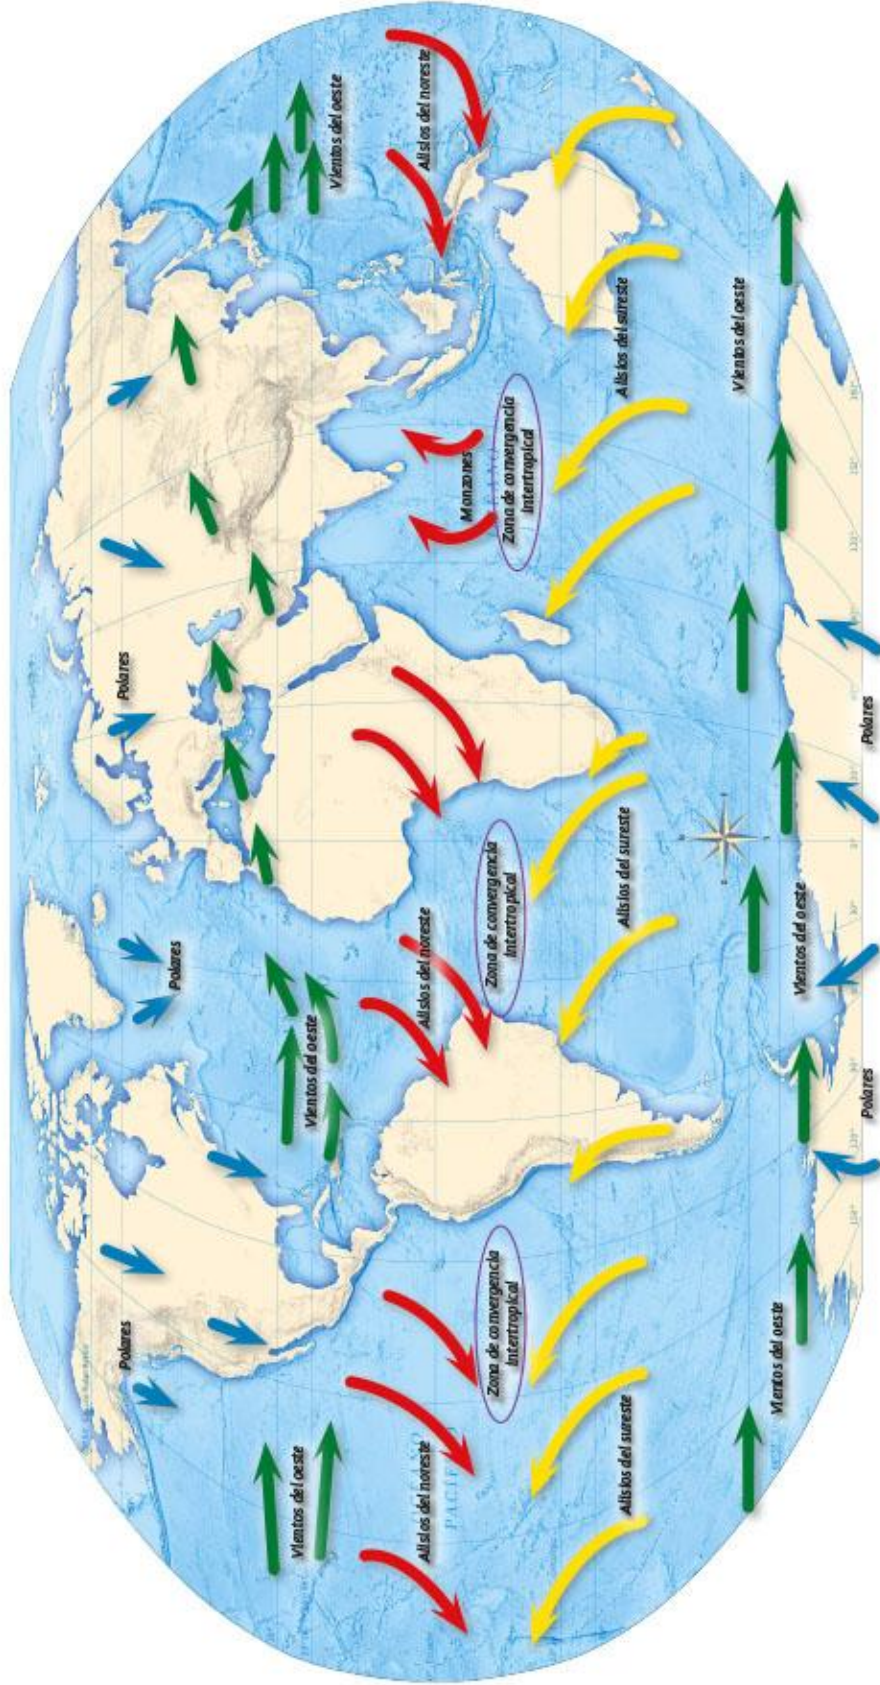 Polares
Polares
Polares
Vientos del oeste
Vientos del oeste
Vientos del oeste
Alisios del noreste
Alisios del noreste
Alisios del noreste
Monzones
Zona de convergencia
Intertropical
Zona de convergencia
Intertropical
Zona de convergencia
Intertropical
Alisios del sureste
Alisios del sureste
Alisios del sureste
Vientos del oeste
Vientos del oeste
Vientos del oeste
Polares
Polares